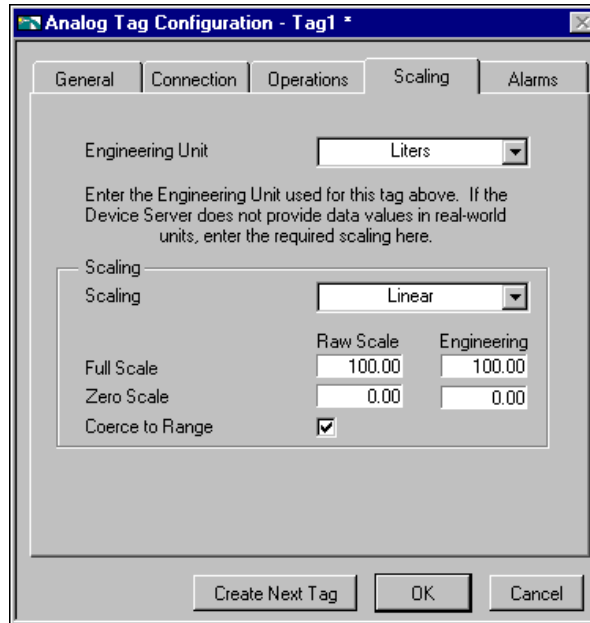 Analog Tag Configuration - Tag1 *
General Connection Operations Scaling Alarms
Engineering Unit Liters
Enter the Engineering Unit used for this tag above. If the
Device Server does not provide data values in real-world
units, enter the required scaling here.
Scaling
Scaling Linear
Raw Scale Engineering
Full Scale 100.00 100.00
Zero Scale 0.00 0.00
Coerce to Range
Create Next Tag OK Cancel